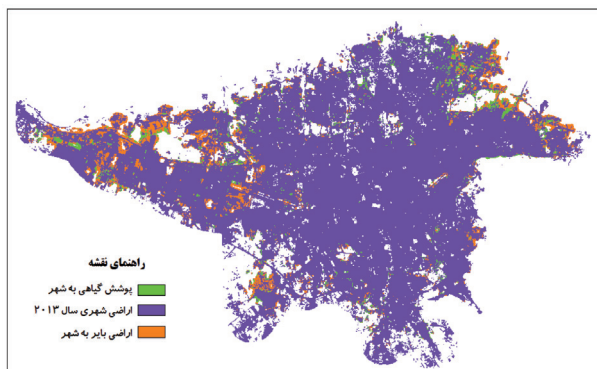 راهنمای نقشه
پوشش گیاهی به شهر
اراضی شهری سال ۲۰۱۳
اراضی بایر به شهر